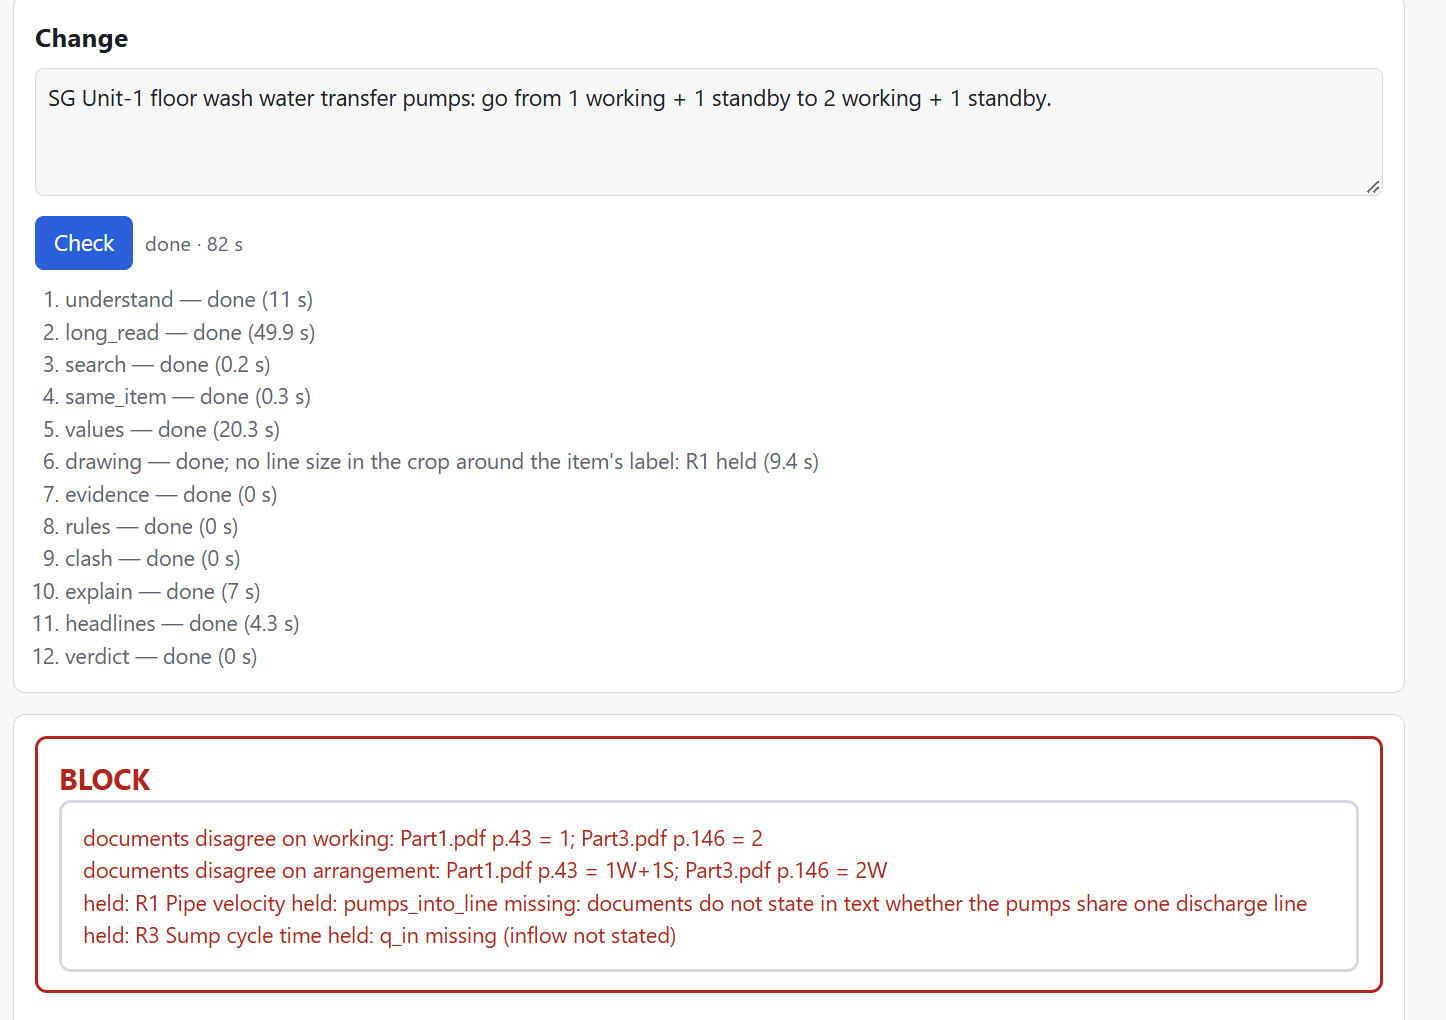 Change
SG Unit-1 floor wash water transfer pumps: go from 1 working + 1 standby to 2 working + 1 standby.
Check
done · 82 s
1. understand — done (11 s)
2. long_read — done (49.9 s)
3. search — done (0.2 s)
4. same_item — done (0.3 s)
5. values — done (20.3 s)
6. drawing — done; no line size in the crop around the item's label: R1 held (9.4 s)
7. evidence — done (0 s)
8. rules — done (0 s)
9. clash — done (0 s)
10. explain — done (7 s)
11. headlines — done (4.3 s)
12. verdict — done (0 s)
BLOCK
documents disagree on working: Part1.pdf p.43 = 1; Part3.pdf p.146 = 2
documents disagree on arrangement: Part1.pdf p.43 = 1W+1S; Part3.pdf p.146 = 2W
held: R1 Pipe velocity held: pumps_into_line missing: documents do not state in text whether the pumps share one discharge line
held: R3 Sump cycle time held: q_in missing (inflow not stated)